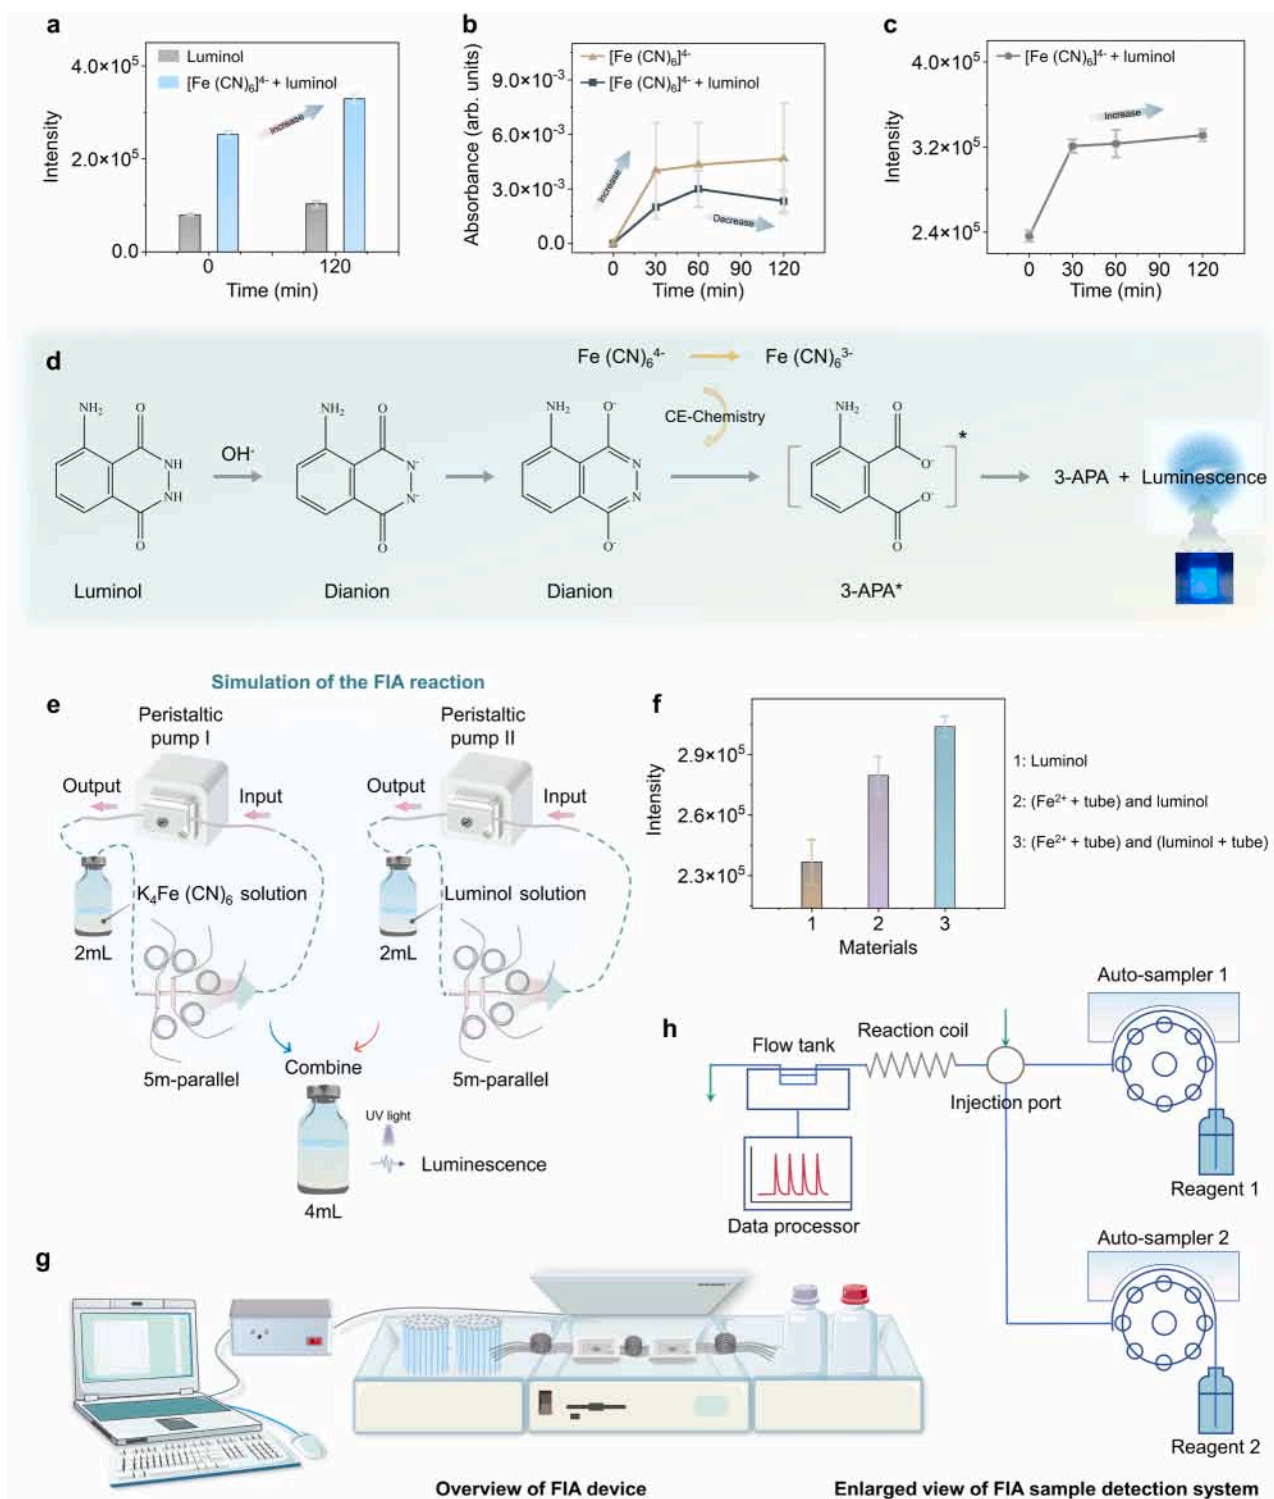 a
Luminol
[Fe (CN)₆]⁴⁻ + luminol
Increase
4.0×10⁵
2.0×10⁵
0.0
Intensity
0
120
Time (min)
b
[Fe (CN)₆]⁴⁻
[Fe (CN)₆]⁴⁻ + luminol
Increase
Decrease
9.0×10⁻³
6.0×10⁻³
3.0×10⁻³
0.0
Absorbance (arb. units)
0 30 60 90 120
Time (min)
c
[Fe (CN)₆]⁴⁻ + luminol
Increase
4.0×10⁵
3.2×10⁵
2.4×10⁵
Intensity
0 30 60 90 120
Time (min)
d
Fe (CN)₆⁴⁻
Fe (CN)₆³⁻
CE-Chemistry
NH₂
O
NH
NH
O
Luminol
OH⁻
NH₂
O
N⁻
N⁻
O
Dianion
NH₂
O⁻
N
N
O⁻
Dianion
NH₂
O
O⁻
O⁻
O
*
3-APA*
3-APA + Luminescence
Simulation of the FIA reaction
e
Peristaltic
pump I
Output
Input
K₄Fe (CN)₆ solution
2mL
5m-parallel
Peristaltic
pump II
Output
Input
Luminol solution
2mL
5m-parallel
Combine
UV light
Luminescence
4mL
f
2.9×10⁵
2.6×10⁵
2.3×10⁵
Intensity
1 2 3
Materials
1: Luminol
2: (Fe²⁺ + tube) and luminol
3: (Fe²⁺ + tube) and (luminol + tube)
g
Overview of FIA device
h
Flow tank
Reaction coil
Injection port
Auto-sampler 1
Reagent 1
Data processor
Auto-sampler 2
Reagent 2
Enlarged view of FIA sample detection system